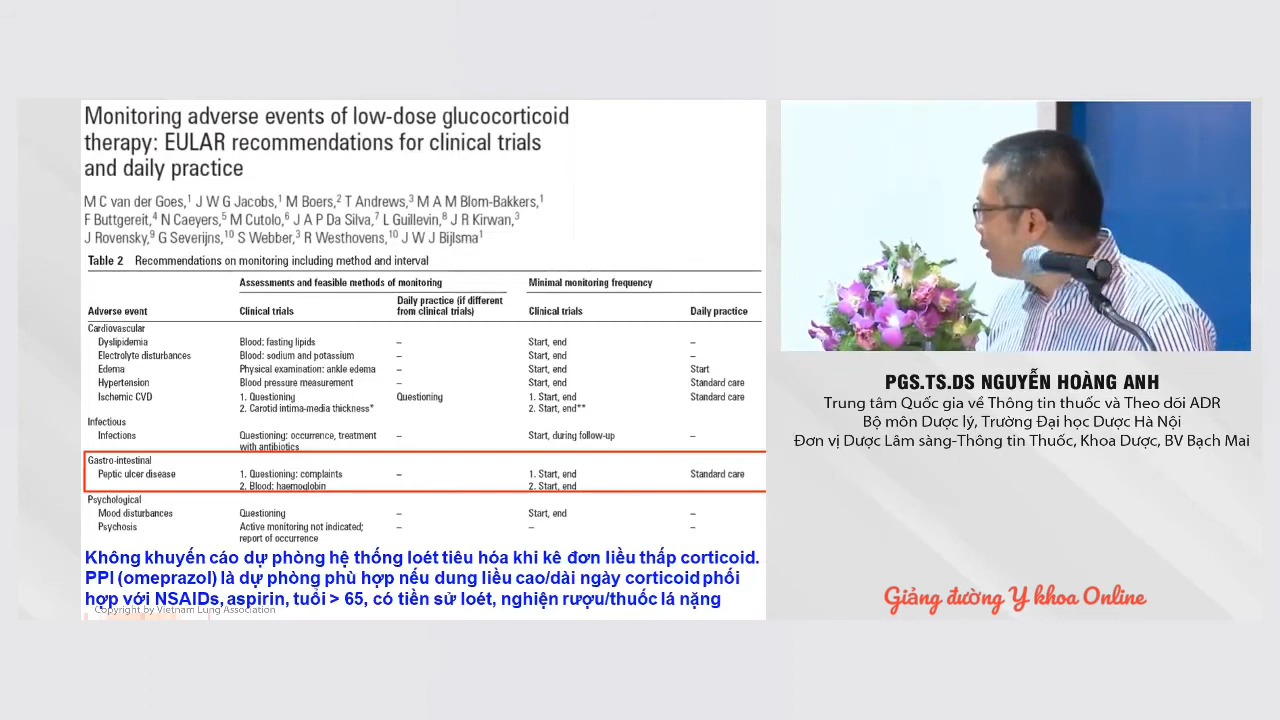 Monitoring adverse events of low-dose glucocorticoid
therapy: EULAR recommendations for clinical trials
and daily practice
M C van der Goes,¹ J W G Jacobs,¹ M Boers,² T Andrews,³ M A M Blom-Bakkers,¹
F Buttgereit,⁴ N Caeyers,⁵ M Cutolo,⁶ J A P Da Silva,⁷ L Guillevin,⁸ J R Kirwan,³
J Rovensky,⁹ G Severijns,¹⁰ S Webber,³ R Westhovens,¹⁰ J W J Bijlsma¹
Table 2 Recommendations on monitoring including method and interval
Assessments and feasible methods of monitoring Minimal monitoring frequency
Daily practice (if different
Adverse event Clinical trials from clinical trials) Clinical trials Daily practice
Cardiovascular
Dyslipidemia Blood: fasting lipids – Start, end –
Electrolyte disturbances Blood: sodium and potassium – Start, end –
Edema Physical examination: ankle edema – Start, end Start
Hypertension Blood pressure measurement – Start, end Standard care
Ischemic CVD 1. Questioning Questioning 1. Start, end Standard care
2. Carotid intima-media thickness* 2. Start, end**
Infectious
Infections Questioning: occurrence, treatment – Start, during follow-up –
with antibiotics
Gastro-intestinal
Peptic ulcer disease 1. Questioning: complaints – 1. Start, end Standard care
2. Blood: haemoglobin 2. Start, end
Psychological
Mood disturbances Questioning – Start, end –
Psychosis Active monitoring not indicated; – – –
report of occurrence
Không khuyến cáo dự phòng hệ thống loét tiêu hóa khi kê đơn liều thấp corticoid.
PPI (omeprazol) là dự phòng phù hợp nếu dung liều cao/dài ngày corticoid phối
hợp với NSAIDs, aspirin, tuổi > 65, có tiền sử loét, nghiện rượu/thuốc lá nặng
Copyright by Vietnam Lung Association
PGS.TS.DS NGUYỄN HOÀNG ANH
Trung tâm Quốc gia về Thông tin thuốc và Theo dõi ADR
Bộ môn Dược lý, Trường Đại học Dược Hà Nội
Đơn vị Dược Lâm sàng-Thông tin Thuốc, Khoa Dược, BV Bạch Mai
Giảng đường Y khoa Online